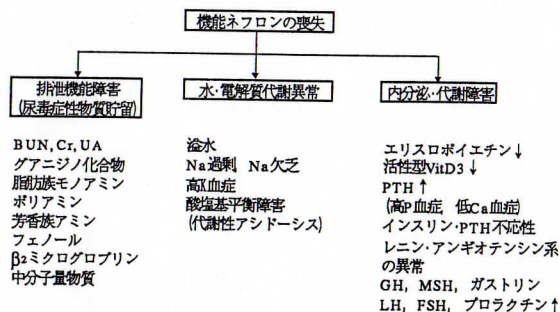 機能ネフロンの喪失
排泄機能障害
(尿毒症性物質貯留)
BUN, Cr, UA
グアニジノ化合物
脂肪族モノアミン
ポリアミン
芳香族アミン
フェノール
β2ミクログロブリン
中分子量物質
水・電解質代謝異常
溢水
Na過剰, Na欠乏
高K血症
酸塩基平衡障害
(代謝性アシドーシス)
内分泌・代謝障害
エリスロポイエチン↓
活性型VitD3↓
PTH↑
(高P血症, 低Ca血症)
インスリン・PTH不応性
レニン・アンギオテンシン系
の異常
GH, MSH, ガストリン
LH, FSH, プロラクチン↑